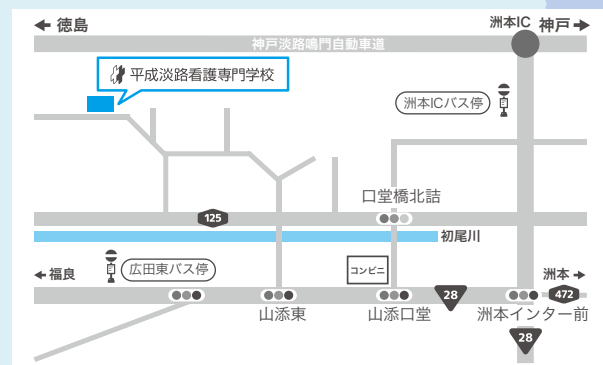 徳島
洲本IC
神戸
神戸淡路鳴門自動車道
平成淡路看護専門学校
洲本ICバス停
口堂橋北詰
125
初尾川
福良
広田東バス停
コンビニ
洲本
28
472
山添東
山添口堂
洲本インター前
28